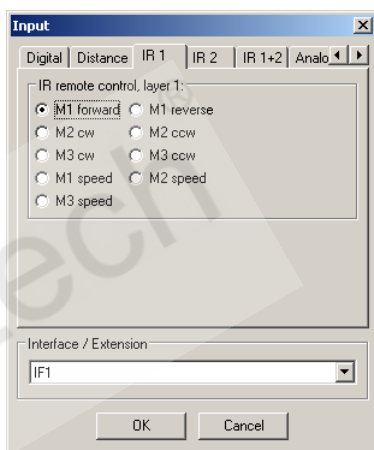 Input
Digital Distance IR 1 IR 2 IR 1+2 Analo
IR remote control, layer 1:
M1 forward M1 reverse
M2 cw M2 ccw
M3 cw M3 ccw
M1 speed M2 speed
M3 speed
Interface / Extension
IF1
OK Cancel
tech
®